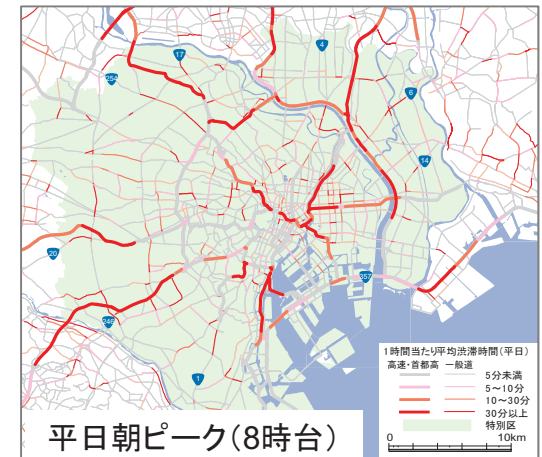 17
4
254
6
14
20
357
246
1
1時間当たり平均渋滞時間(平日)
高速・首都高 一般道
5分未満
5~10分
10~30分
30分以上
特別区
0 10km
平日朝ピーク(8時台)